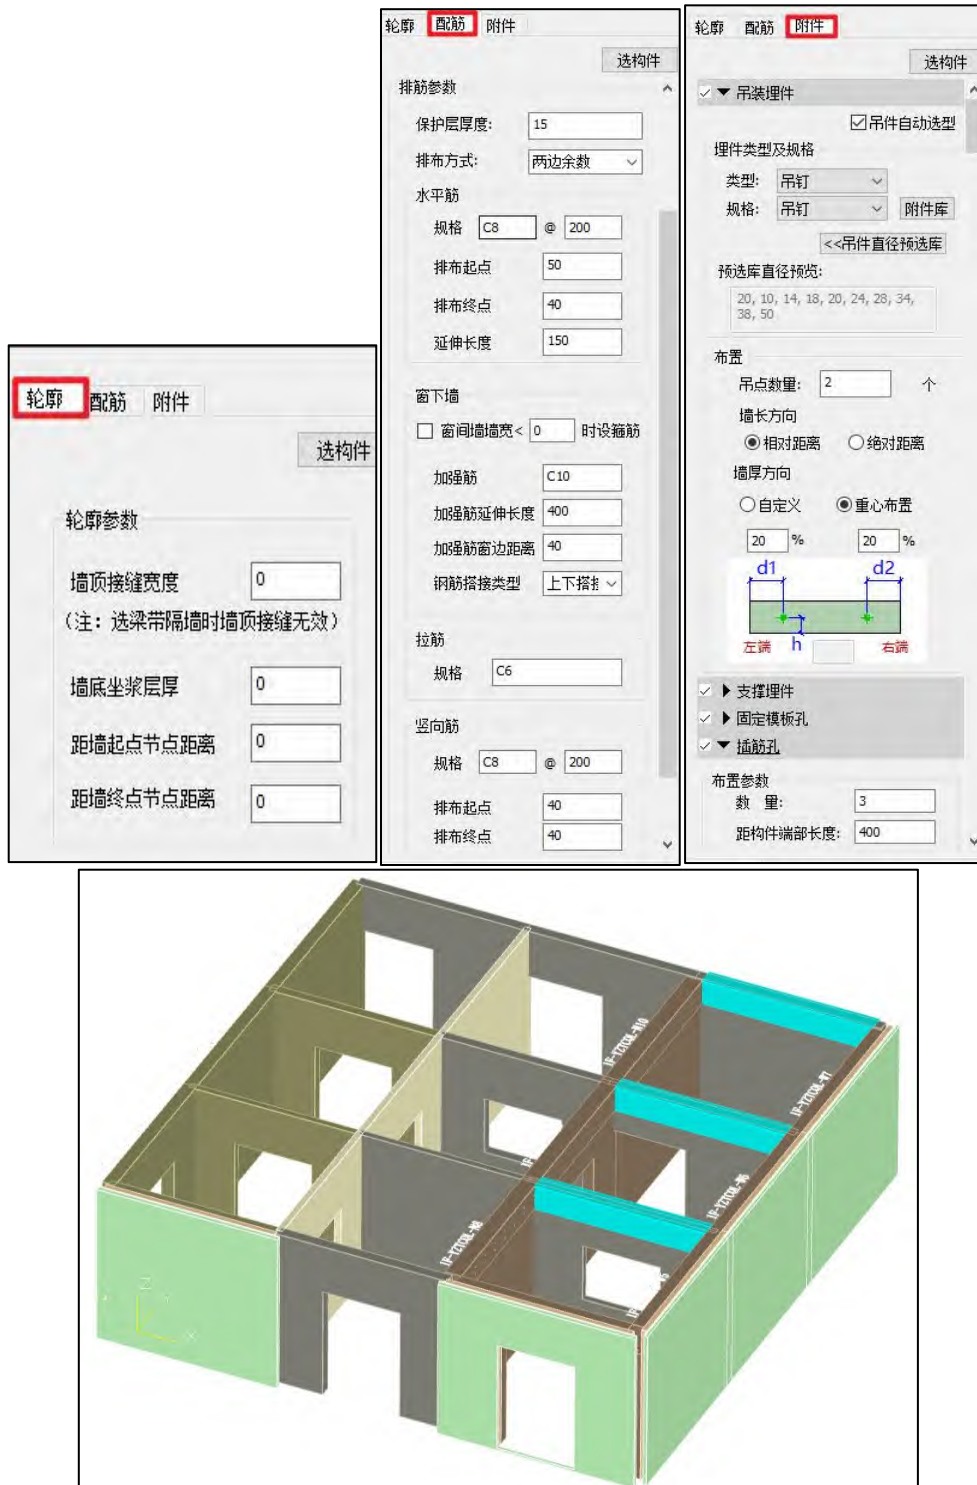 轮廓 配筋 附件
选构件
轮廓参数
墙顶接缝宽度 0
(注：选梁带隔墙时墙顶接缝无效)
墙底坐浆层厚 0
距墙起点节点距离 0
距墙终点节点距离 0
轮廓 配筋 附件
选构件
排筋参数
保护层厚度: 15
排布方式: 两边余数
水平筋
规格 C8 @ 200
排布起点 50
排布终点 40
延伸长度 150
窗下墙
窗间墙墙宽< 0 时设箍筋
加强筋 C10
加强筋延伸长度 400
加强筋窗边距离 40
钢筋搭接类型 上下搭接
拉筋
规格 C6
竖向筋
规格 C8 @ 200
排布起点 40
排布终点 40
轮廓 配筋 附件
选构件
吊装埋件
吊件自动选型
埋件类型及规格
类型: 吊钉
规格: 吊钉 附件库
<<吊件直径预选库
预选库直径预览:
20, 10, 14, 18, 20, 24, 28, 34,
38, 50
布置
吊点数量: 2 个
墙长方向
相对距离 绝对距离
墙厚方向
自定义 重心布置
20 % 20 %
d1 d2
左端 h 右端
支撑埋件
固定模板孔
插筋孔
布置参数
数 量: 3
距构件端部长度: 400
1F-YZTCQL-N10
1F-YZTCQL-W7
1F-YZTCQL-W6
1F-YZTCQL-N8
Z
X